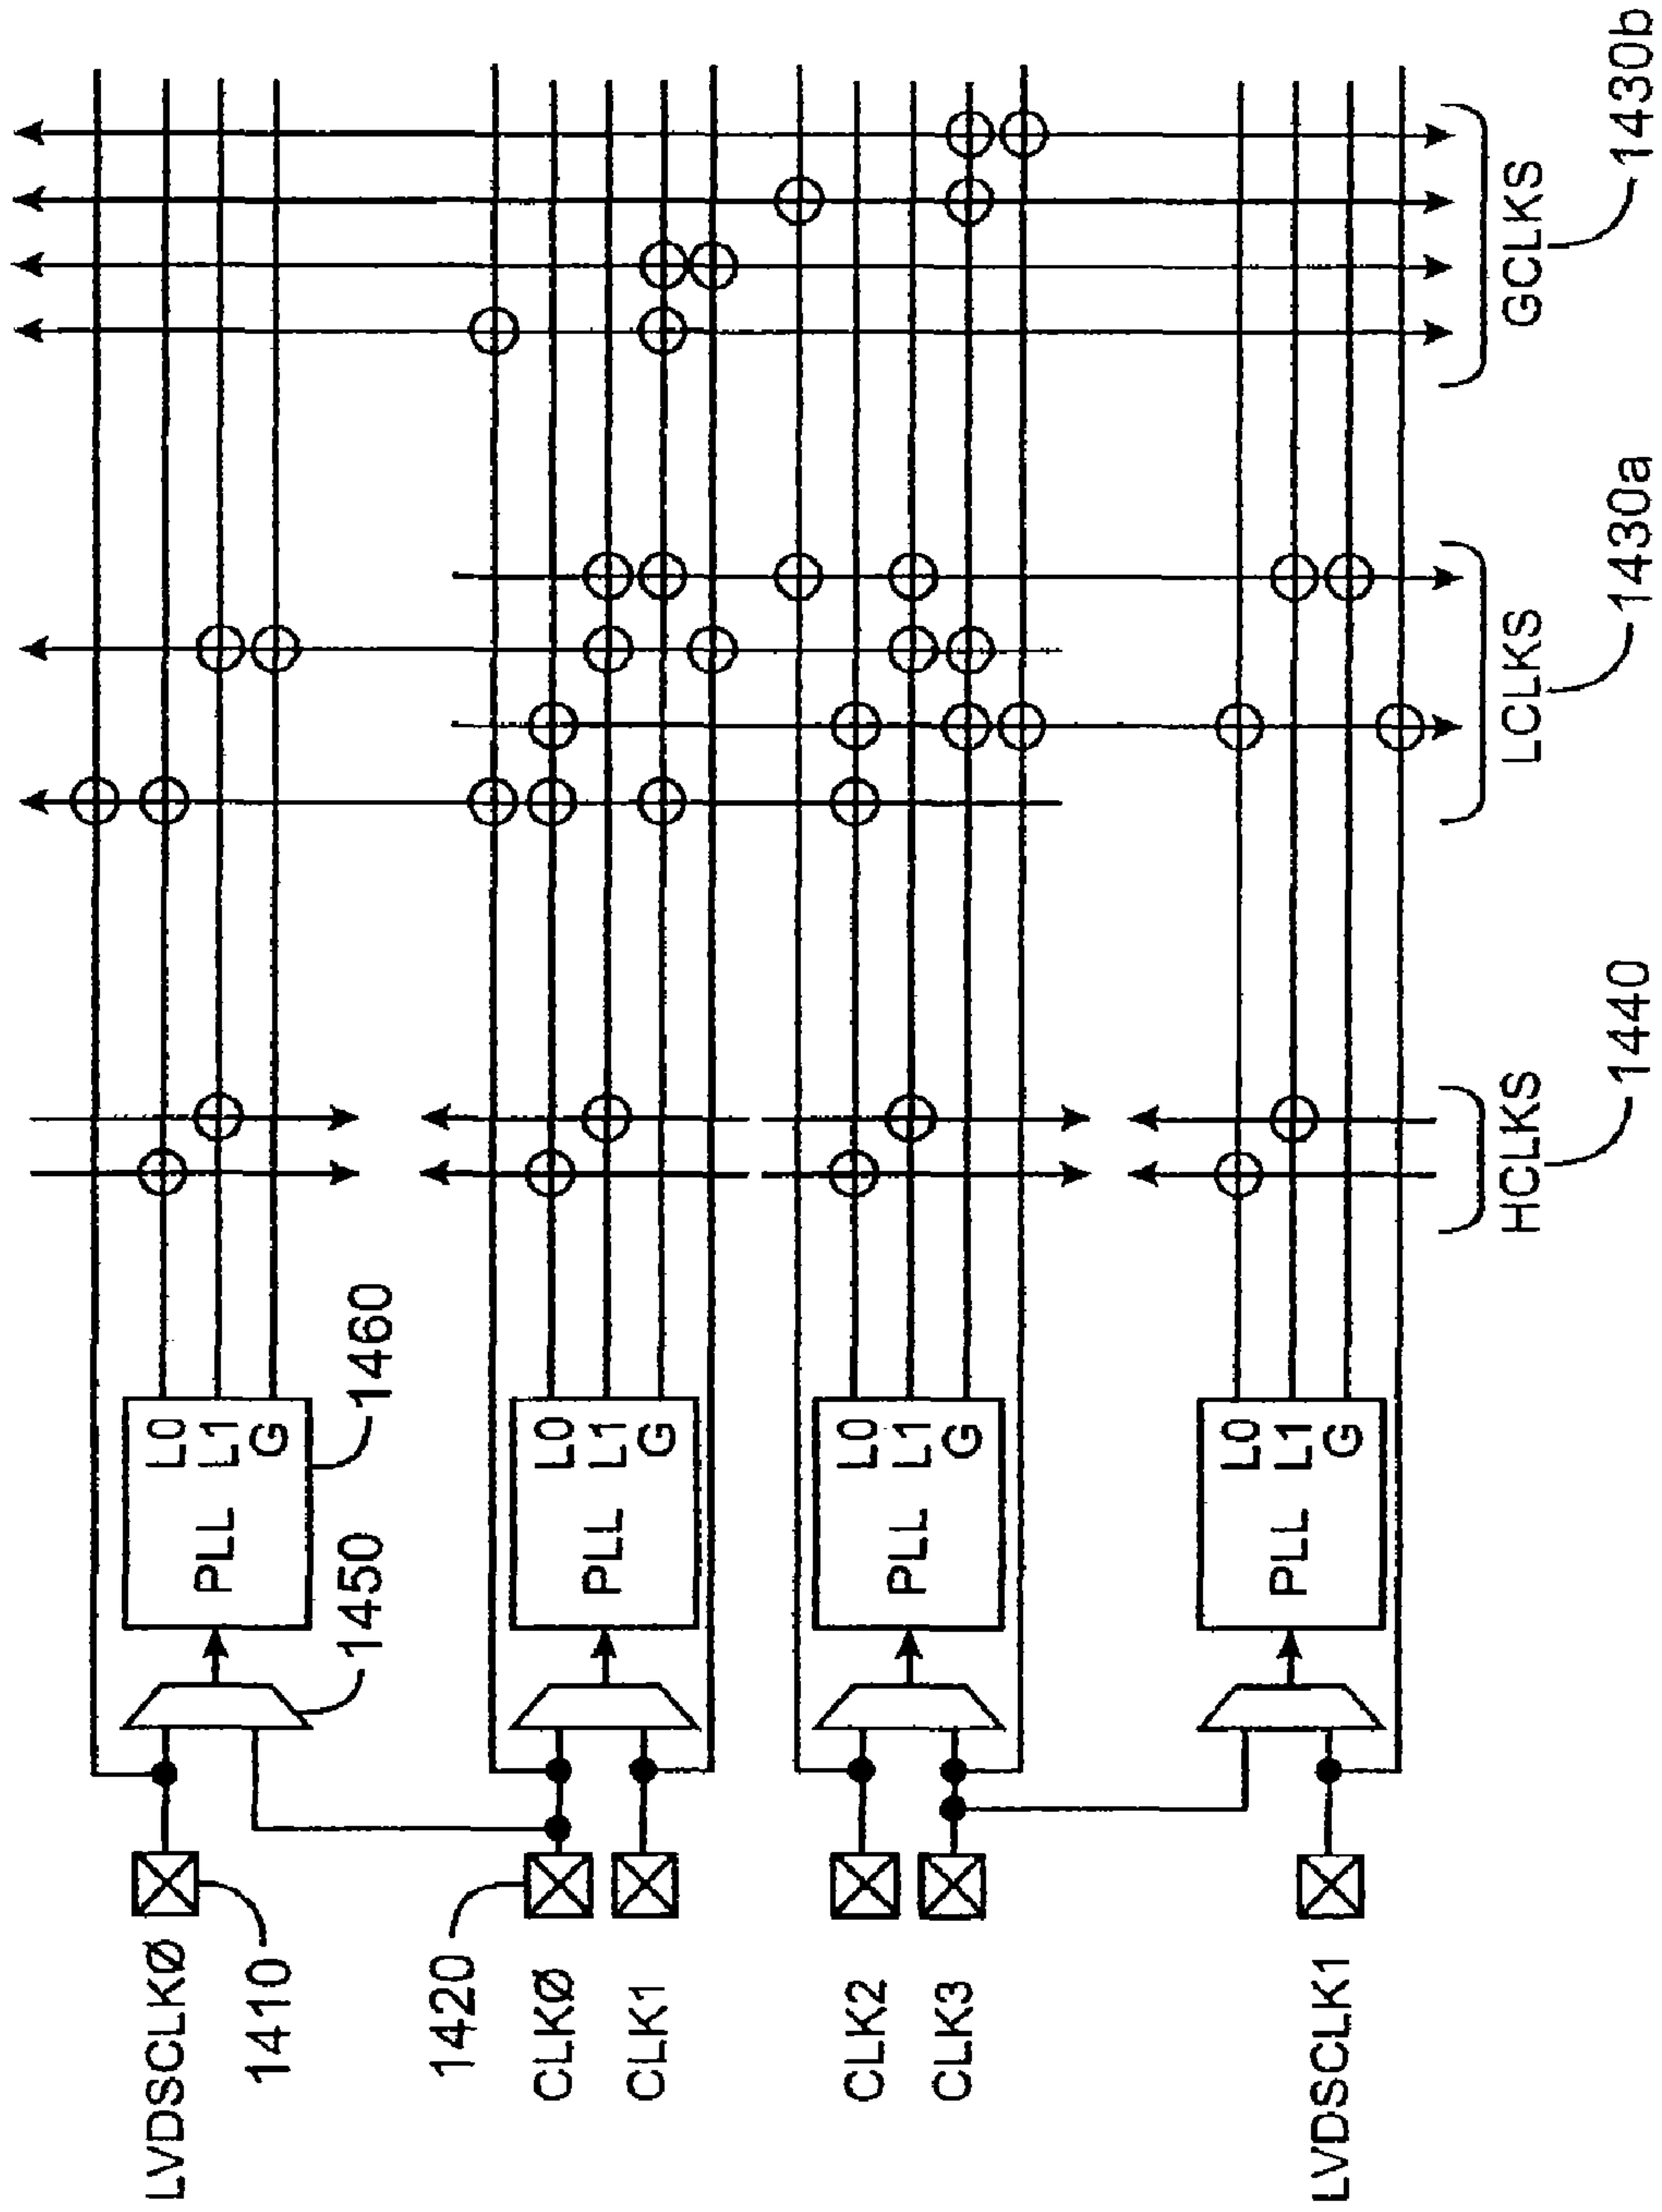 LVDSCLKØ
1410
1420
CLKØ
CLK1
CLK2
CLK3
LVDSCLK1
1450
1460
PLL
L0
L1
G
PLL
L0
L1
G
PLL
L0
L1
G
PLL
L0
L1
G
HCLKS
1440
LCLKS
1430a
GCLKS
1430b